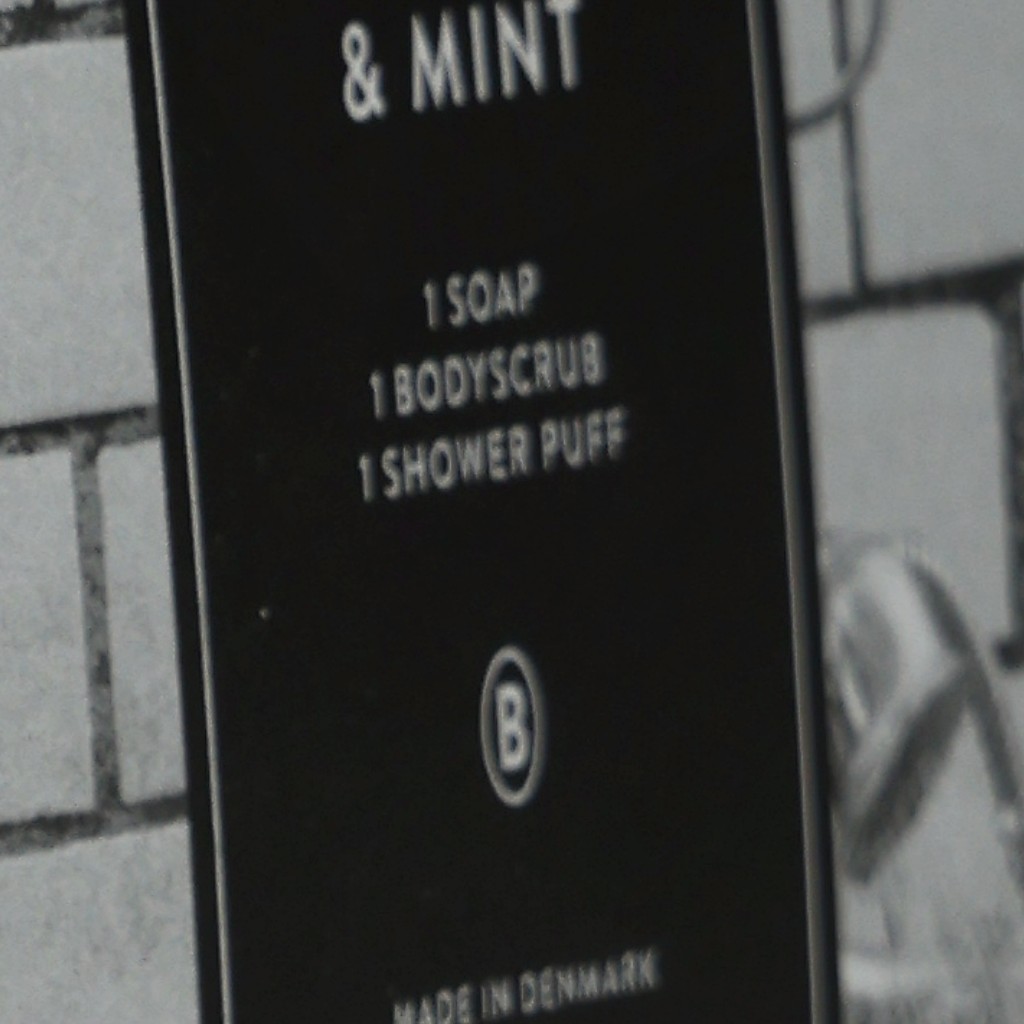 & MINT
1 SOAP
1 BODYSCRUB
1 SHOWER PUFF
B
MADE IN DENMARK